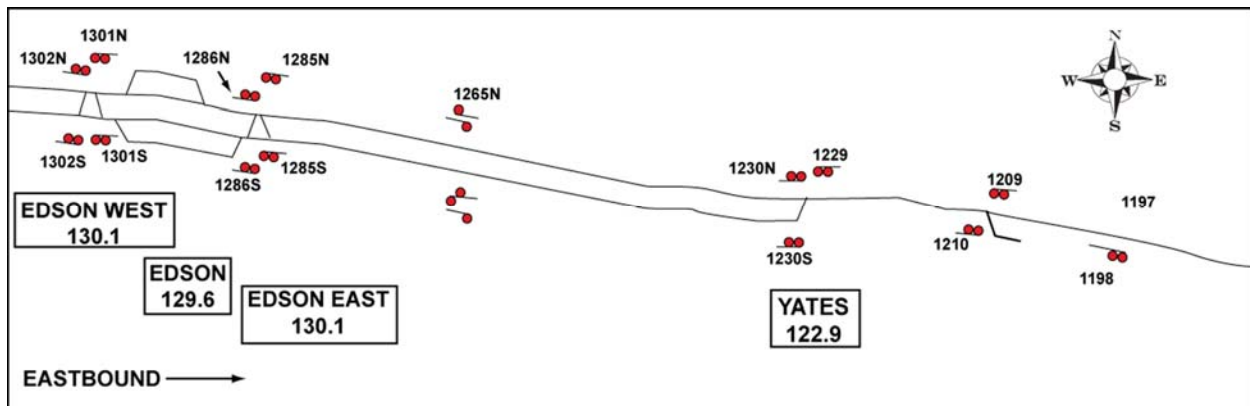 1301N
1302N
1286N
1285N
1265N
1302S
1301S
1286S
1285S
1230N
1229
1230S
1209
1210
1197
1198
N
W
E
S
EDSON WEST
130.1
EDSON
129.6
EDSON EAST
130.1
YATES
122.9
EASTBOUND